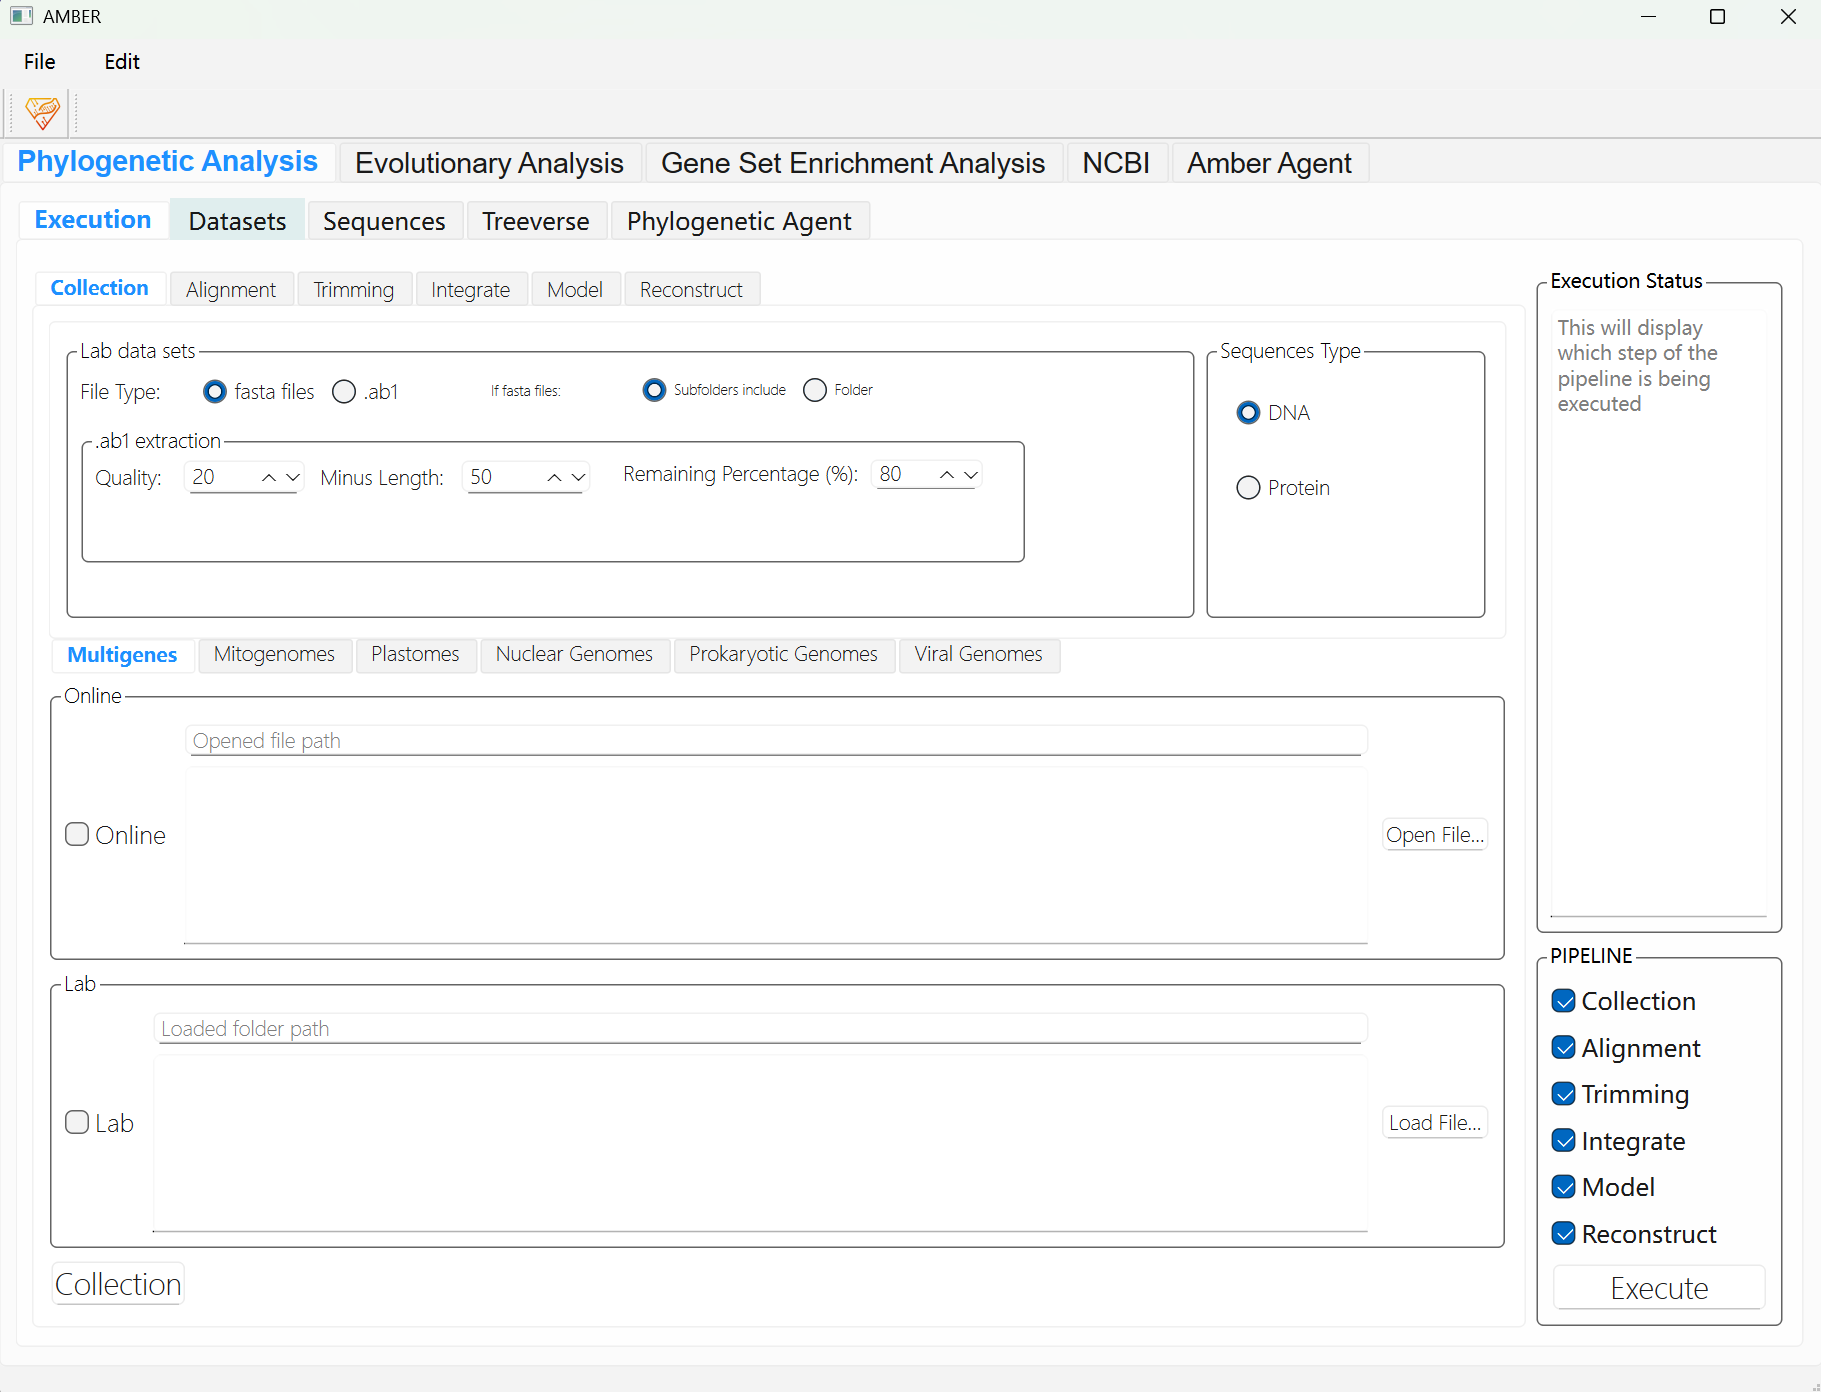 AMBER
File Edit
Phylogenetic Analysis Evolutionary Analysis Gene Set Enrichment Analysis NCBI Amber Agent
Execution Datasets Sequences Treeverse Phylogenetic Agent
Collection Alignment Trimming Integrate Model Reconstruct
Lab data sets
File Type: fasta files .ab1 If fasta files: Subfolders include Folder
.ab1 extraction
Quality: 20 Minus Length: 50 Remaining Percentage (%): 80
Sequences Type
DNA
Protein
Multigenes Mitogenomes Plastomes Nuclear Genomes Prokaryotic Genomes Viral Genomes
Online
Opened file path
Online
Open File...
Lab
Loaded folder path
Lab
Load File...
Collection
Execution Status
This will display
which step of the
pipeline is being
executed
PIPELINE
Collection
Alignment
Trimming
Integrate
Model
Reconstruct
Execute